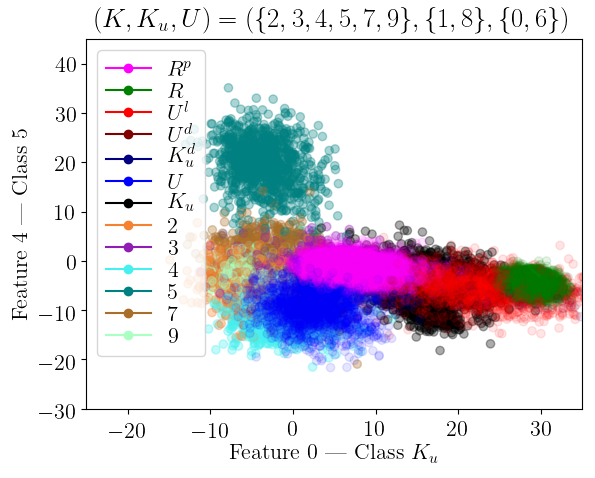 (K, K_u, U) = ({2, 3, 4, 5, 7, 9}, {1, 8}, {0, 6})
Feature 4 — Class 5
40
30
20
10
0
−10
−20
−30
R^p
R
U^l
U^d
K_u^d
U
K_u
2
3
4
5
7
9
−20
−10
0
10
20
30
Feature 0 — Class K_u